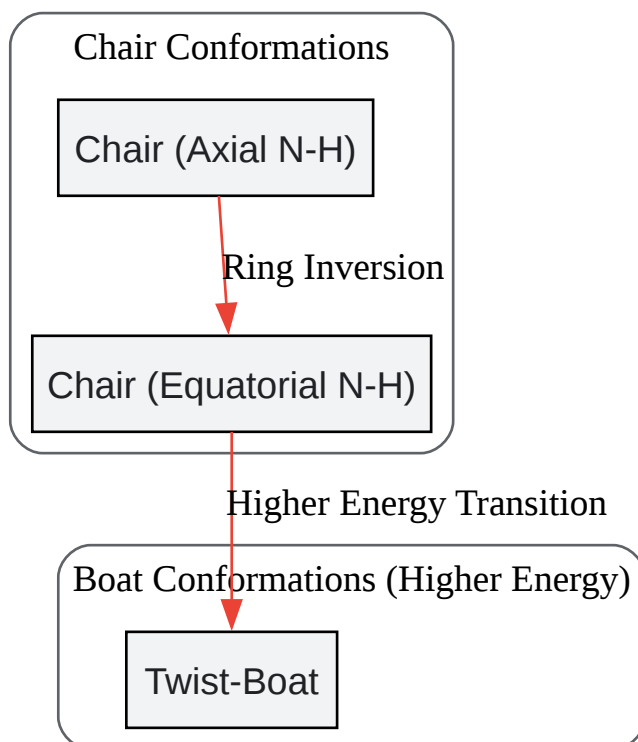 Chair Conformations
Chair (Axial N-H)
Ring Inversion
Chair (Equatorial N-H)
Higher Energy Transition
Boat Conformations (Higher Energy)
Twist-Boat